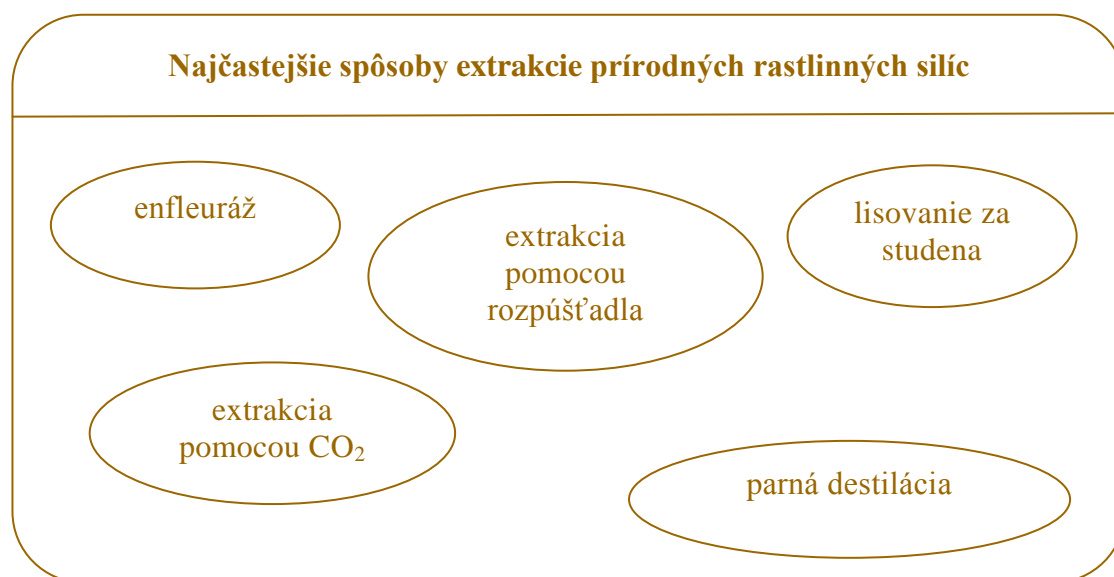 Najčastejšie spôsoby extrakcie prírodných rastlinných silíc
enfleuráž
extrakcia
pomocou
rozpúšťadla
lisovanie za
studena
extrakcia
pomocou CO₂
parná destilácia